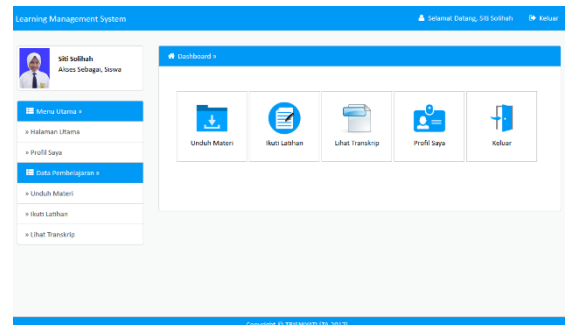 Learning Management System
Selamat Datang, Siti Solihah
Keluar
Siti Solihah
Akses Sebagai, Siswa
Dashboard »
Menu Utama »
» Halaman Utama
» Profil Saya
Data Pembelajaran »
» Unduh Materi
» Ikuti Latihan
» Lihat Transkrip
Unduh Materi
Ikuti Latihan
Lihat Transkrip
Profil Saya
Keluar
Copyright ©